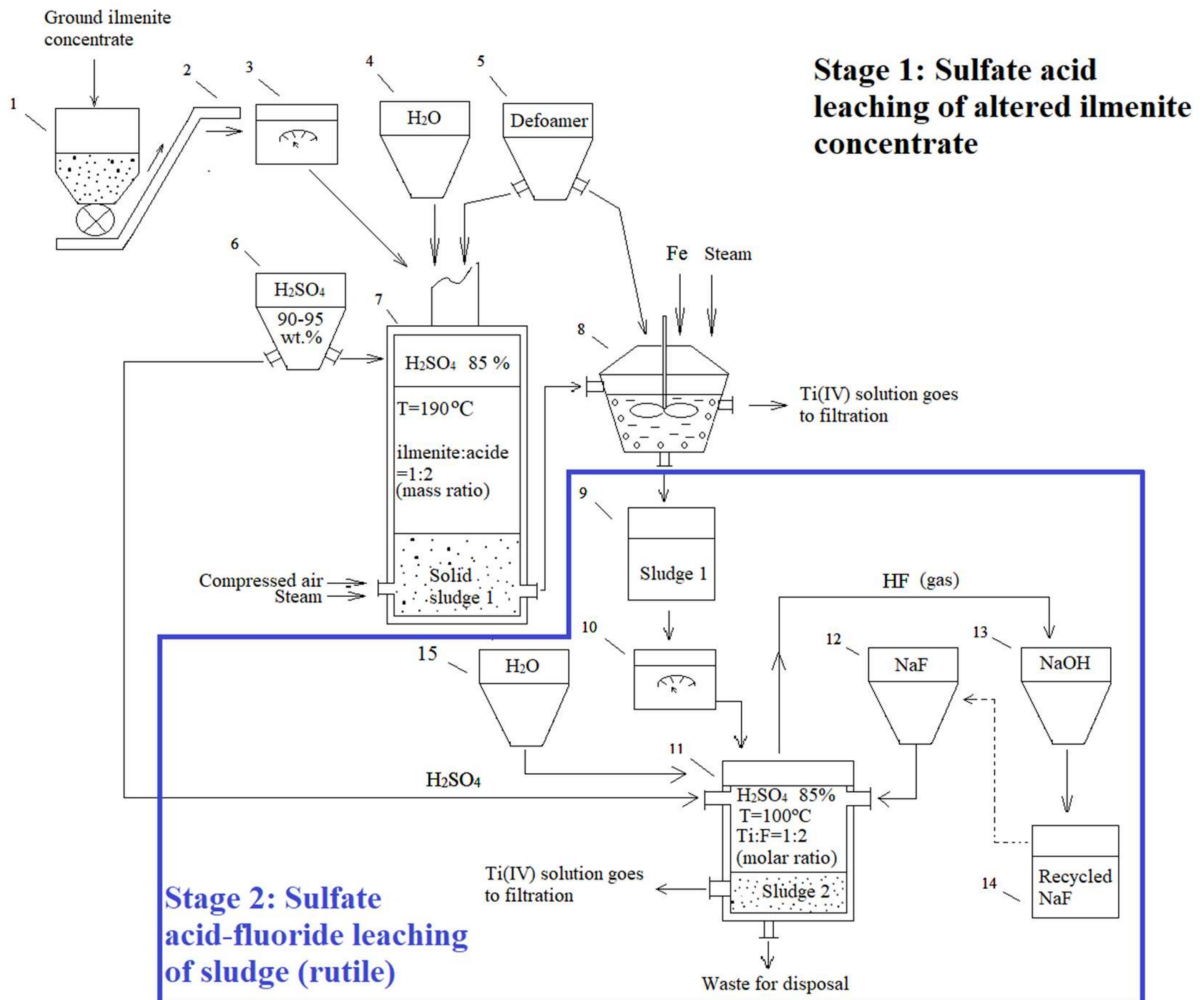 Ground ilmenite
concentrate
Stage 1: Sulfate acid
leaching of altered ilmenite
concentrate
1
2
3
4
H2O
5
Defoamer
6
H2SO4
90-95
wt.%
7
H2SO4 85 %
T=190°C
ilmenite:acide
=1:2
(mass ratio)
Solid
sludge 1
Compressed air
Steam
Fe Steam
8
Ti(IV) solution goes
to filtration
9
Sludge 1
10
HF (gas)
12
NaF
13
NaOH
15
H2O
H2SO4
11
H2SO4 85%
T=100°C
Ti:F=1:2
(molar ratio)
Sludge 2
Ti(IV) solution goes
to filtration
14
Recycled
NaF
Stage 2: Sulfate
acid-fluoride leaching
of sludge (rutile)
Waste for disposal